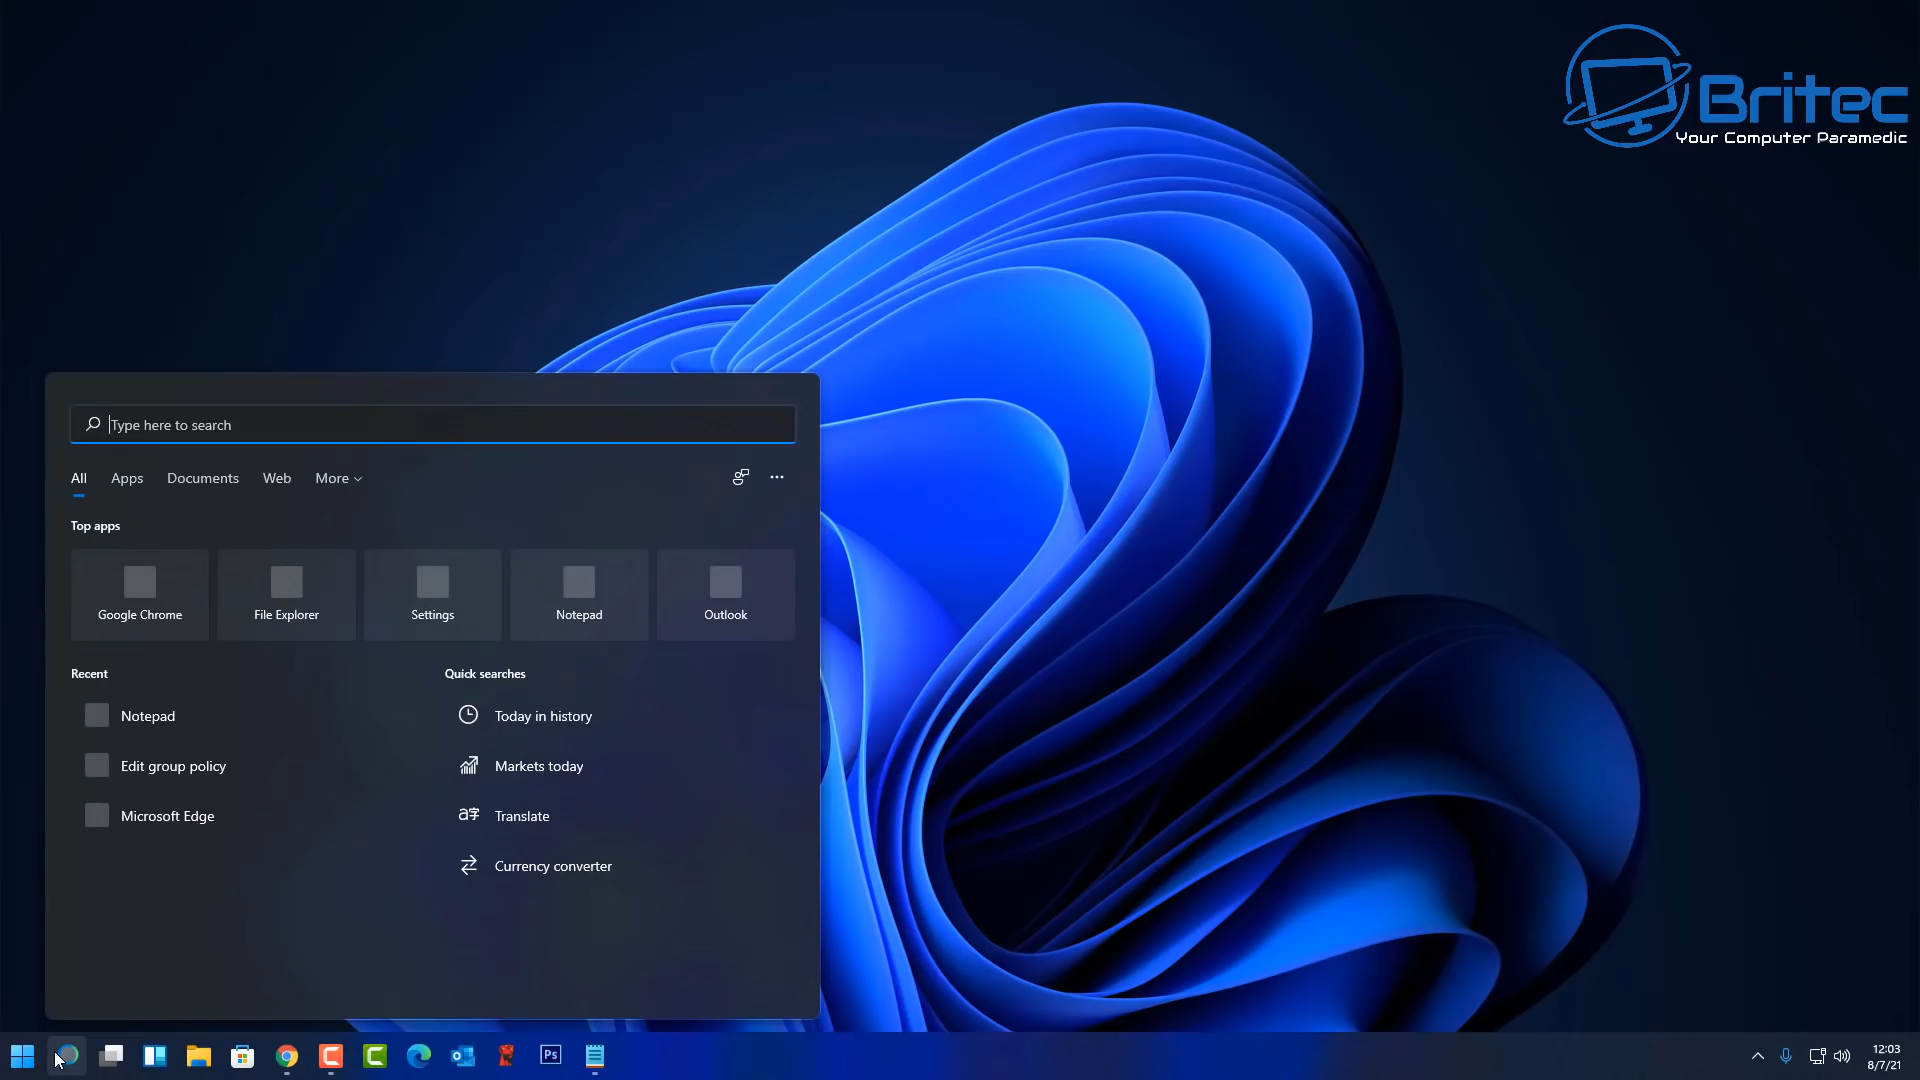 Britec
Your Computer Paramedic
Type here to search
All Apps Documents Web More
Top apps
Google Chrome File Explorer Settings Notepad Outlook
Recent Quick searches
Notepad Today in history
Edit group policy Markets today
Microsoft Edge Translate
Currency converter
Ps
12:03
8/7/21